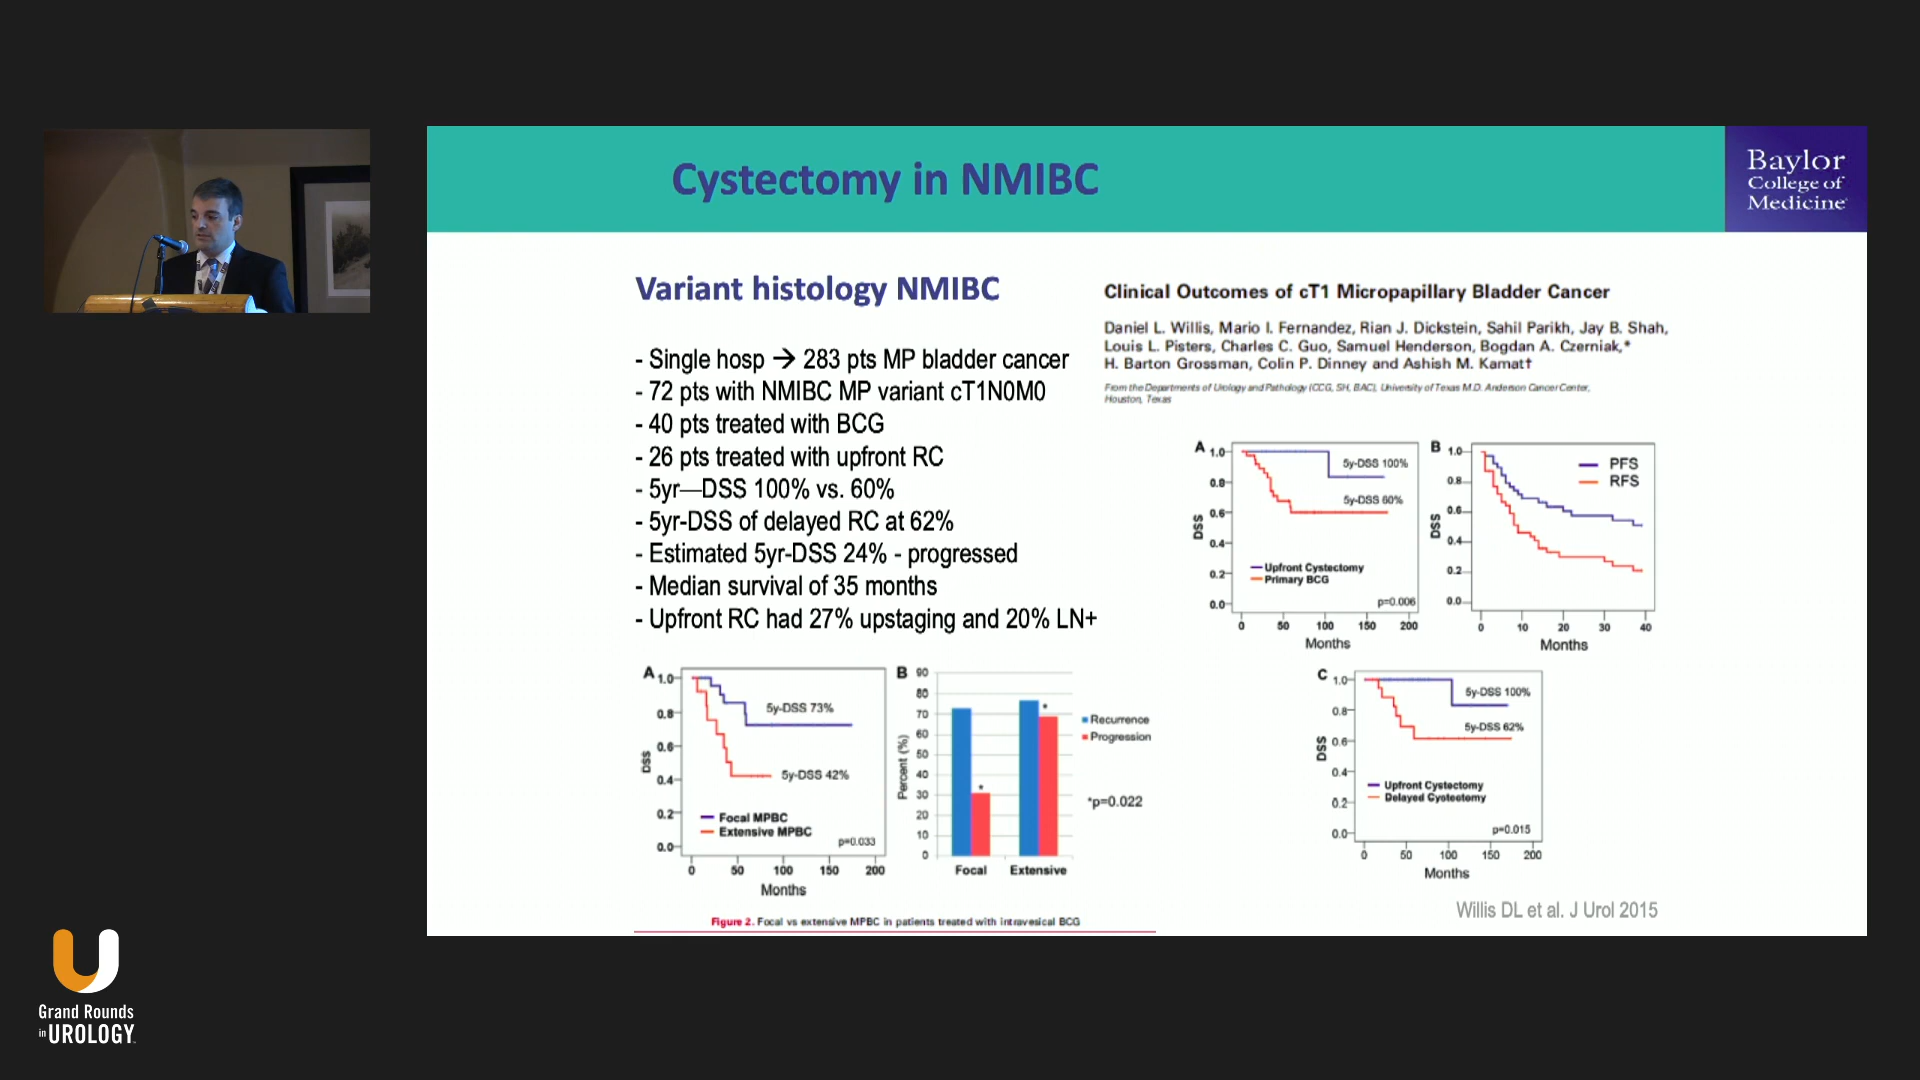 Cystectomy in NMIBC
Baylor
College of
Medicine
Variant histology NMIBC
- Single hosp → 283 pts MP bladder cancer
- 72 pts with NMIBC MP variant cT1N0M0
- 40 pts treated with BCG
- 26 pts treated with upfront RC
- 5yr—DSS 100% vs. 60%
- 5yr-DSS of delayed RC at 62%
- Estimated 5yr-DSS 24% - progressed
- Median survival of 35 months
- Upfront RC had 27% upstaging and 20% LN+
Clinical Outcomes of cT1 Micropapillary Bladder Cancer
Daniel L. Willis, Mario I. Fernandez, Rian J. Dickstein, Sahil Parikh, Jay B. Shah,
Louis L. Pisters, Charles C. Guo, Samuel Henderson, Bogdan A. Czerniak,*
H. Barton Grossman, Colin P. Dinney and Ashish M. Kamat†
From the Departments of Urology and Pathology (CCG, SH, BAC), University of Texas M.D. Anderson Cancer Center,
Houston, Texas
A
1.0
0.8
0.6
0.4
0.2
0.0
DSS
5y-DSS 100%
5y-DSS 60%
Upfront Cystectomy
Primary BCG
p=0.006
0 50 100 150 200
Months
B
1.0
0.8
0.6
0.4
0.2
0.0
DSS
PFS
RFS
0 10 20 30 40
Months
A
1.0
0.8
0.6
0.4
0.2
0.0
DSS
5y-DSS 73%
5y-DSS 42%
Focal MPBC
Extensive MPBC
p=0.033
0 50 100 150 200
Months
B
90
80
70
60
50
40
30
20
10
0
Percent (%)
*
*
Focal Extensive
Recurrence
Progression
*p=0.022
Figure 2. Focal vs extensive MPBC in patients treated with intravesical BCG
C
1.0
0.8
0.6
0.4
0.2
0.0
DSS
5y-DSS 100%
5y-DSS 62%
Upfront Cystectomy
Delayed Cystectomy
p=0.015
0 50 100 150 200
Months
Willis DL et al. J Urol 2015
Grand Rounds
in UROLOGY